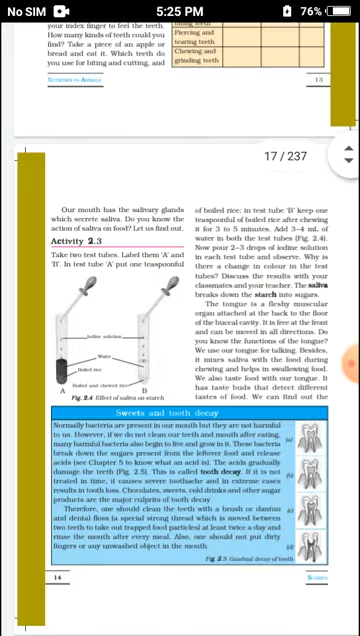 No SIM
5:25 PM
76%
your index finger to feel the teeth.
How many kinds of teeth could you
find? Take a piece of an apple or
bread and eat it. Which teeth do
you use for biting and cutting, and
biting teeth
Piercing and
tearing teeth
Chewing and
grinding teeth
NUTRITION IN ANIMALS
13
17 / 237
Our mouth has the salivary glands
which secrete saliva. Do you know the
action of saliva on food? Let us find out.
Activity 2.3
Take two test tubes. Label them ‘A’ and
‘B’. In test tube ‘A’ put one teaspoonful
Iodine solution
Water
Boiled rice
Boiled and chewed rice
A
B
Fig. 2.4 Effect of saliva on starch
of boiled rice; in test tube ‘B’ keep one
teaspoonful of boiled rice after chewing
it for 3 to 5 minutes. Add 3–4 mL of
water in both the test tubes (Fig. 2.4).
Now pour 2–3 drops of iodine solution
in each test tube and observe. Why is
there a change in colour in the test
tubes? Discuss the results with your
classmates and your teacher. The saliva
breaks down the starch into sugars.
The tongue is a fleshy muscular
organ attached at the back to the floor
of the buccal cavity. It is free at the front
and can be moved in all directions. Do
you know the functions of the tongue?
We use our tongue for talking. Besides,
it mixes saliva with the food during
chewing and helps in swallowing food.
We also taste food with our tongue. It
has taste buds that detect different
tastes of food. We can find out the
Sweets and tooth decay
Normally bacteria are present in our mouth but they are not harmful
to us. However, if we do not clean our teeth and mouth after eating,
many harmful bacteria also begin to live and grow in it. These bacteria
break down the sugars present from the leftover food and release
acids (see Chapter 5 to know what an acid is). The acids gradually
damage the teeth (Fig. 2.5). This is called tooth decay. If it is not
treated in time, it causes severe toothache and in extreme cases
results in tooth loss. Chocolates, sweets, cold drinks and other sugar
products are the major culprits of tooth decay.
Therefore, one should clean the teeth with a brush or datun
and dental floss (a special strong thread which is moved between
two teeth to take out trapped food particles) at least twice a day and
rinse the mouth after every meal. Also, one should not put dirty
fingers or any unwashed object in the mouth.
(a)
(b)
(c)
(d)
Fig. 2.5 Gradual decay of tooth
14
SCIENCE